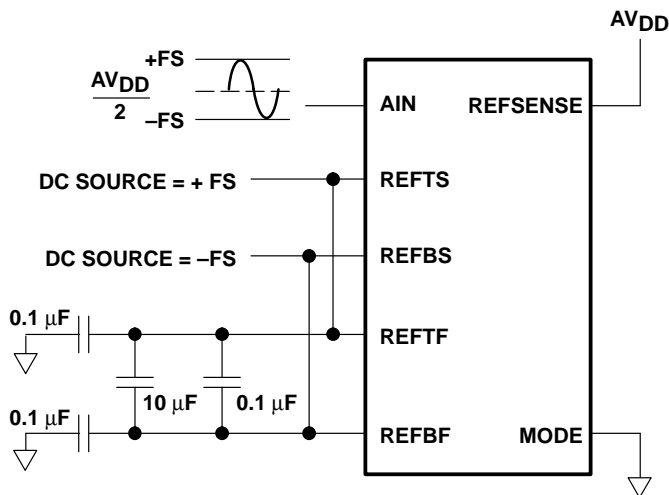 AVDD
+FS
AVDD
2
–FS
AIN
REFSENSE
DC SOURCE = + FS
REFTS
DC SOURCE = –FS
REFBS
0.1 μF
REFTF
10 μF
0.1 μF
0.1 μF
REFBF
MODE